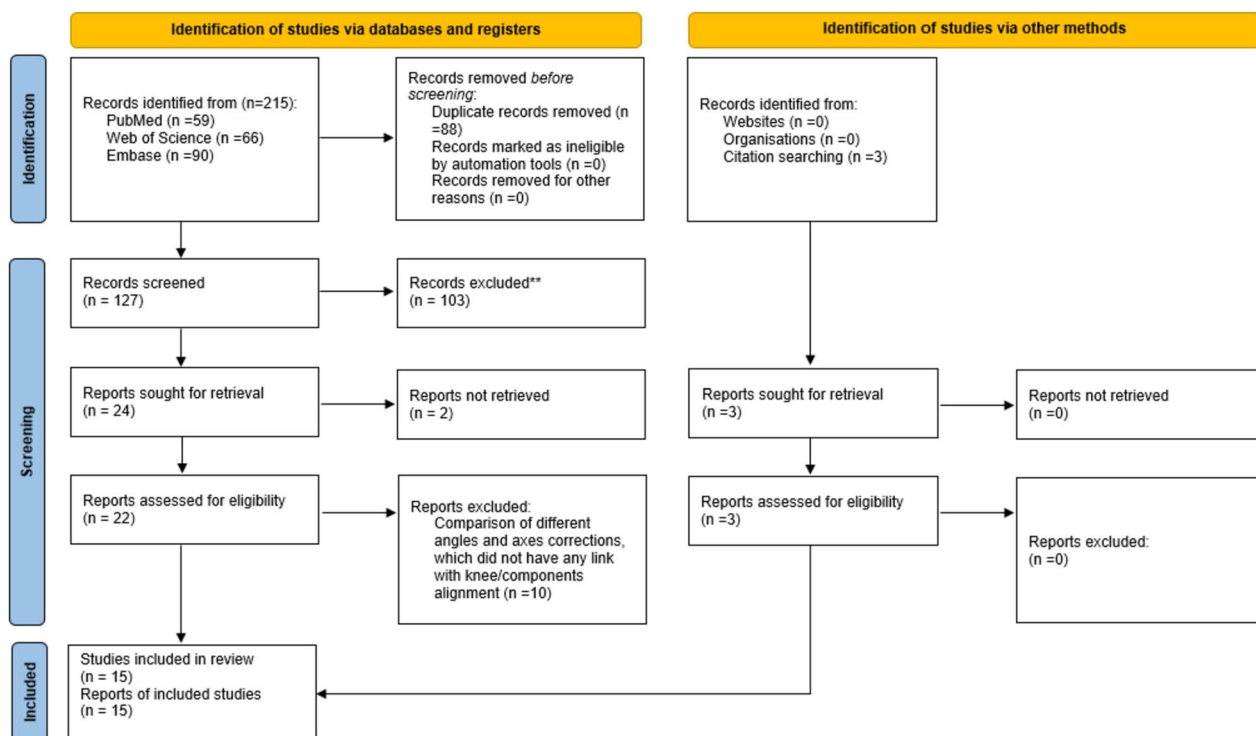 Identification of studies via databases and registers
Identification of studies via other methods
Identification
Records identified from (n=215):
PubMed (n =59)
Web of Science (n =66)
Embase (n =90)
Records removed before
screening:
Duplicate records removed (n
=88)
Records marked as ineligible
by automation tools (n =0)
Records removed for other
reasons (n =0)
Records identified from:
Websites (n =0)
Organisations (n =0)
Citation searching (n =3)
Screening
Records screened
(n = 127)
Records excluded**
(n = 103)
Reports sought for retrieval
(n = 24)
Reports not retrieved
(n = 2)
Reports sought for retrieval
(n =3)
Reports not retrieved
(n =0)
Reports assessed for eligibility
(n = 22)
Reports excluded:
Comparison of different
angles and axes corrections,
which did not have any link
with knee/components
alignment (n =10)
Reports assessed for eligibility
(n =3)
Reports excluded:
(n =0)
Included
Studies included in review
(n = 15)
Reports of included studies
(n = 15)